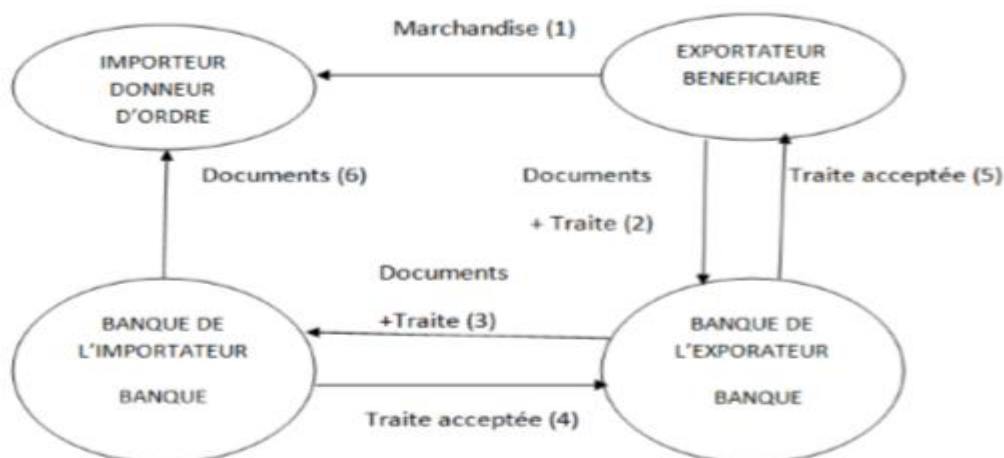 Marchandise (1)
IMPORTEUR
DONNEUR
D'ORDRE
EXPORTATEUR
BENEFICIAIRE
Documents (6)
Documents
+ Traite (2)
Traite acceptée (5)
Documents
+Traite (3)
BANQUE DE
L'IMPORTATEUR
BANQUE
BANQUE DE
L'EXPORATEUR
BANQUE
Traite acceptée (4)